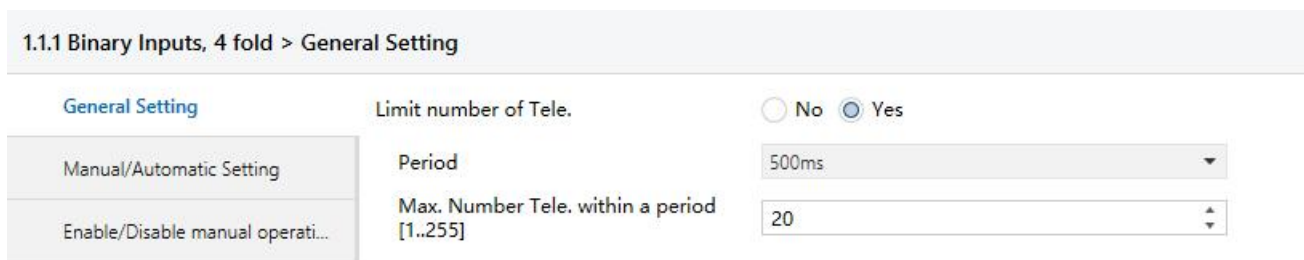 1.1.1 Binary Inputs, 4 fold > General Setting
General Setting
Limit number of Tele.
No
Yes
Manual/Automatic Setting
Period
500ms
Enable/Disable manual operati...
Max. Number Tele. within a period
[1..255]
20